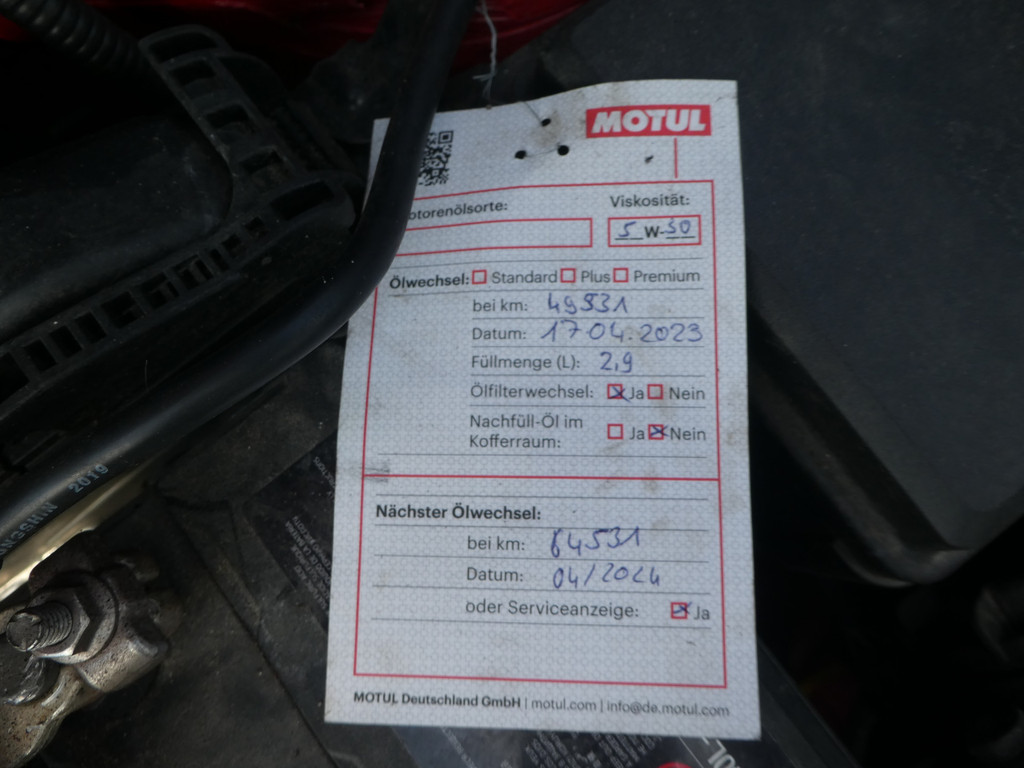 MOTUL
otorenölsorte: Viskosität:
5 W-30
Ölwechsel: Standard Plus Premium
bei km: 49531
Datum: 17 04.2023
Füllmenge (L): 2,9
Ölfilterwechsel: Ja Nein
Nachfüll-Öl im
Kofferraum: Ja Nein
Nächster Ölwechsel:
bei km: 64531
Datum: 04/2024
oder Serviceanzeige: Ja
MOTUL Deutschland GmbH | motul.com | info@de.motul.com
2019